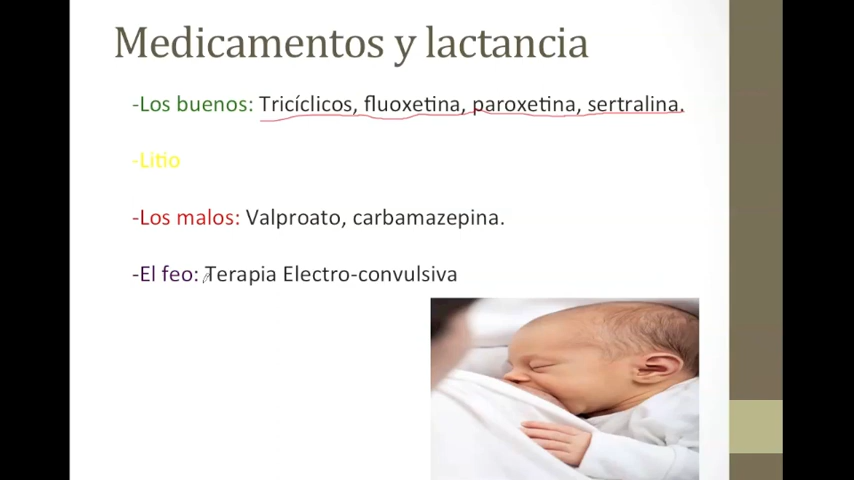 Medicamentos y lactancia
-Los buenos: Tricíclicos, fluoxetina, paroxetina, sertralina.
-Litio
-Los malos: Valproato, carbamazepina.
-El feo: Terapia Electro-convulsiva